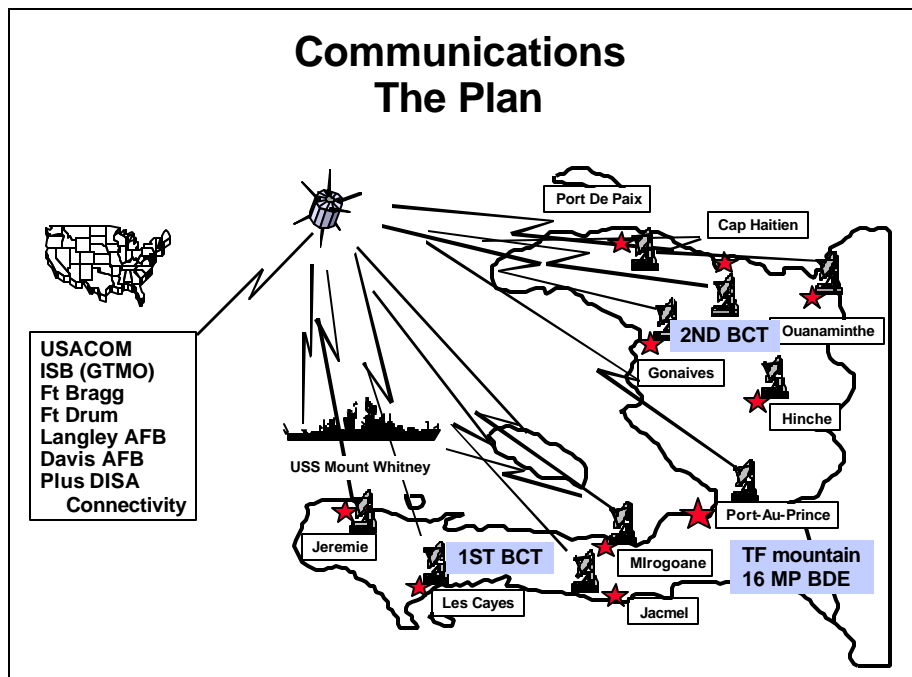 Communications
The Plan
Port De Paix
Cap Haitien
USACOM
ISB (GTMO)
Ft Bragg
Ft Drum
Langley AFB
Davis AFB
Plus DISA
Connectivity
2ND BCT
Ouanaminthe
Gonaives
Hinche
USS Mount Whitney
Port-Au-Prince
Jeremie
1ST BCT
MIrogoane
TF mountain
16 MP BDE
Les Cayes
Jacmel